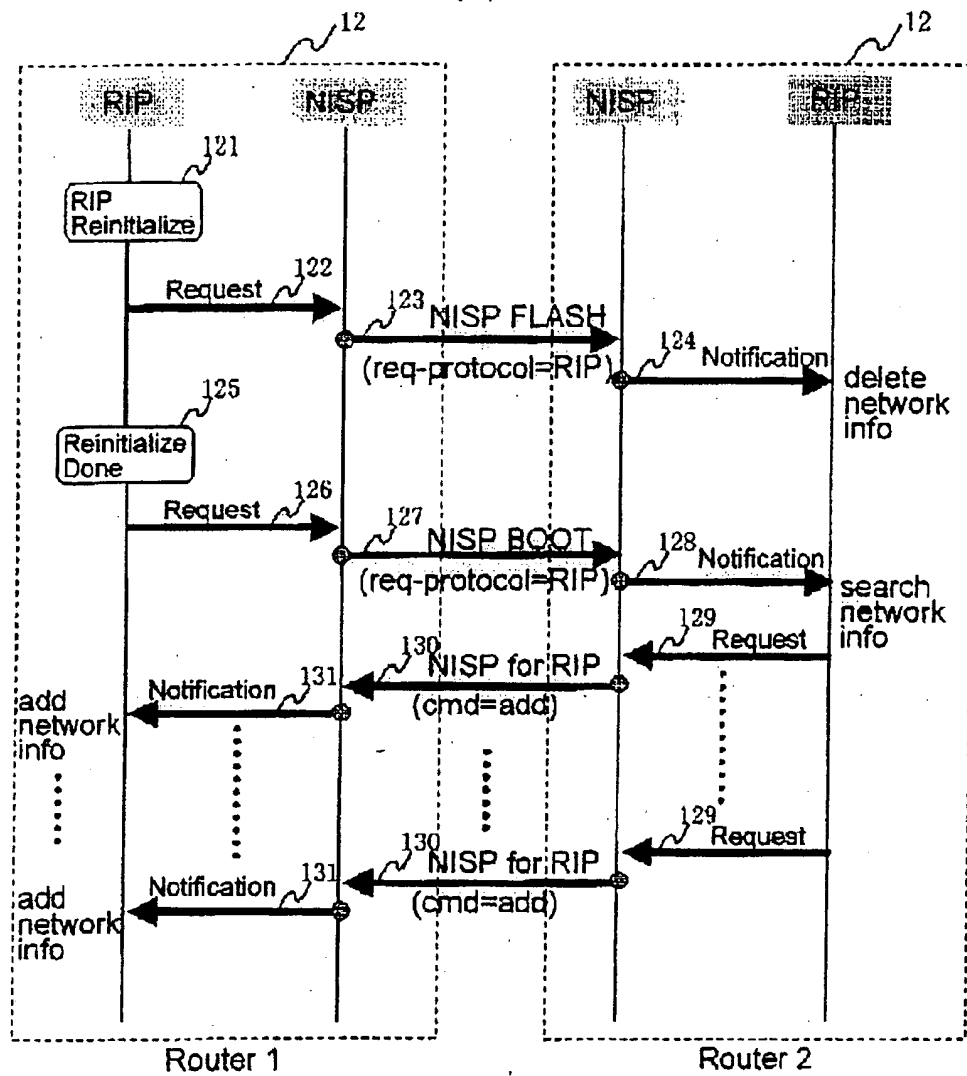 12
12
RIP
NISP
NISP
RIP
121
RIP
Reinitialize
Request
122
123
NISP FLASH
(req-protocol=RIP)
124
Notification
delete
network
info
125
Reinitialize
Done
Request
126
127
NISP BOOT
(req-protocol=RIP)
128
Notification
search
network
info
129
Request
130
NISP for RIP
(cmd=add)
Notification
131
add
network
info
129
Request
130
NISP for RIP
(cmd=add)
Notification
131
add
network
info
Router 1
Router 2